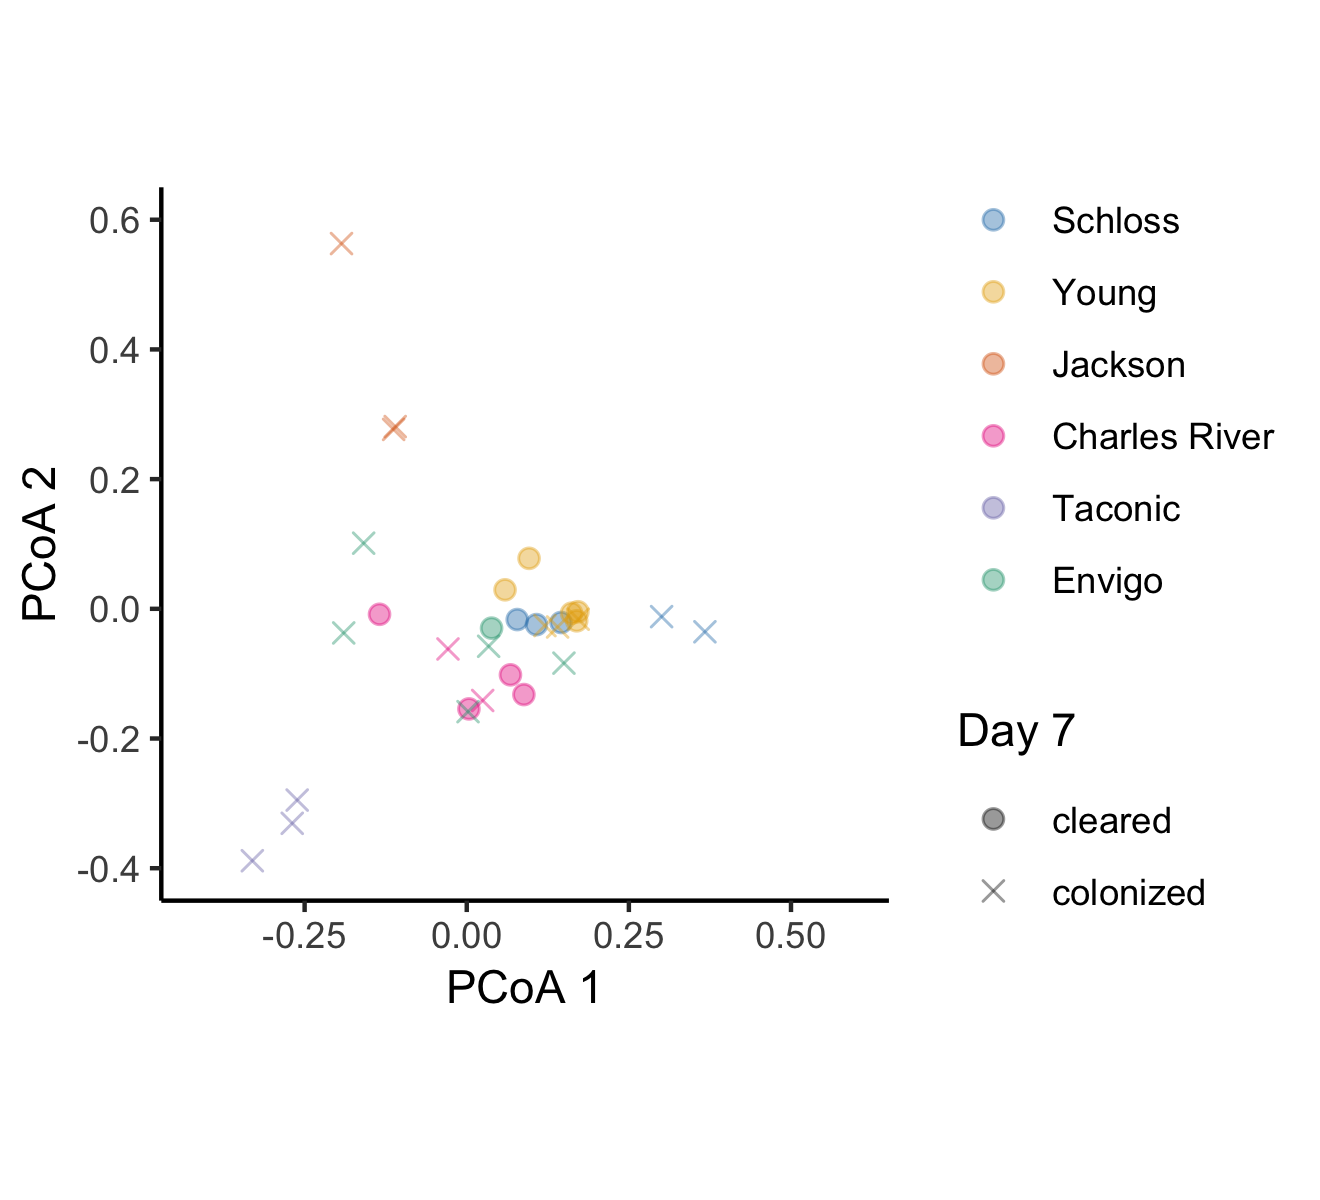 0.6
0.4
0.2
0.0
-0.2
-0.4
PCoA 2
-0.25
0.00
0.25
0.50
PCoA 1
Schloss
Young
Jackson
Charles River
Taconic
Envigo
Day 7
cleared
colonized